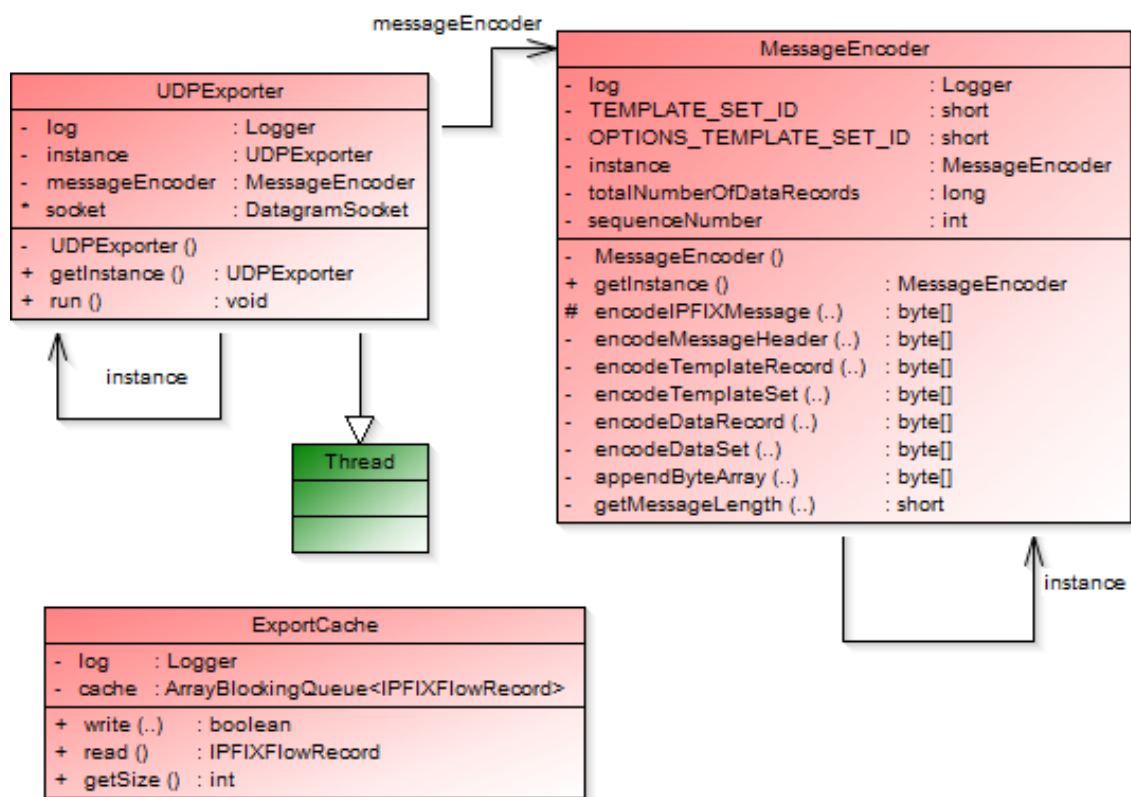 messageEncoder
UDPExporter
- log : Logger
- instance : UDPExporter
- messageEncoder : MessageEncoder
* socket : DatagramSocket
- UDPExporter ()
+ getInstance () : UDPExporter
+ run () : void
instance
Thread
MessageEncoder
- log : Logger
- TEMPLATE_SET_ID : short
- OPTIONS_TEMPLATE_SET_ID : short
- instance : MessageEncoder
- totalNumberOfDataRecords : long
- sequenceNumber : int
- MessageEncoder ()
+ getInstance () : MessageEncoder
# encodeIPFIXMessage (..) : byte[]
- encodeMessageHeader (..) : byte[]
- encodeTemplateRecord (..) : byte[]
- encodeTemplateSet (..) : byte[]
- encodeDataRecord (..) : byte[]
- encodeDataSet (..) : byte[]
- appendByteArray (..) : byte[]
- getMessageLength (..) : short
instance
ExportCache
- log : Logger
- cache : ArrayBlockingQueue<IPFIXFlowRecord>
+ write (..) : boolean
+ read () : IPFIXFlowRecord
+ getSize () : int